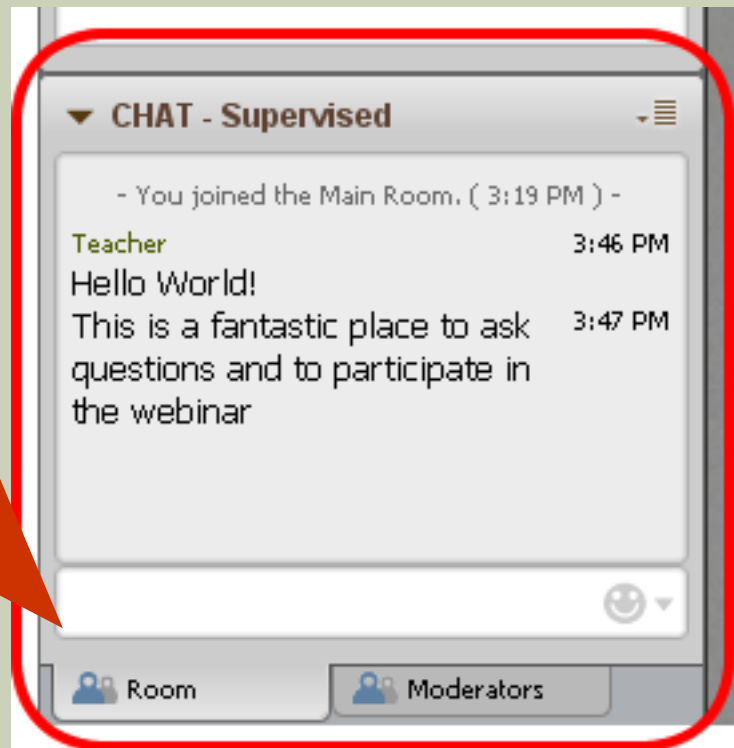 CHAT - Supervised
- You joined the Main Room. ( 3:19 PM ) -
Teacher 3:46 PM
Hello World!
This is a fantastic place to ask 3:47 PM
questions and to participate in
the webinar
Room Moderators